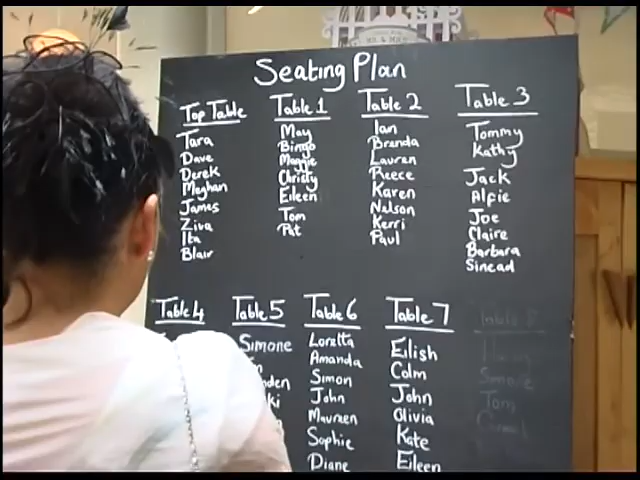 Seating Plan
Top Table
Tara
Dave
Derek
Meghan
James
Ziva
Ita
Blair
Table 1
May
Bingo
Maggie
Christy
Eileen
Tom
Pat
Table 2
Ian
Brenda
Lauren
Reece
Karen
Nelson
Kerri
Paul
Table 3
Tommy
Kathy
Jack
Alfie
Joe
Claire
Barbara
Sinead
Table 4
Table 5
Simone
Table 6
Loretta
Amanda
Simon
John
Maureen
Sophie
Diane
Table 7
Eilish
Colm
John
Olivia
Kate
Eileen